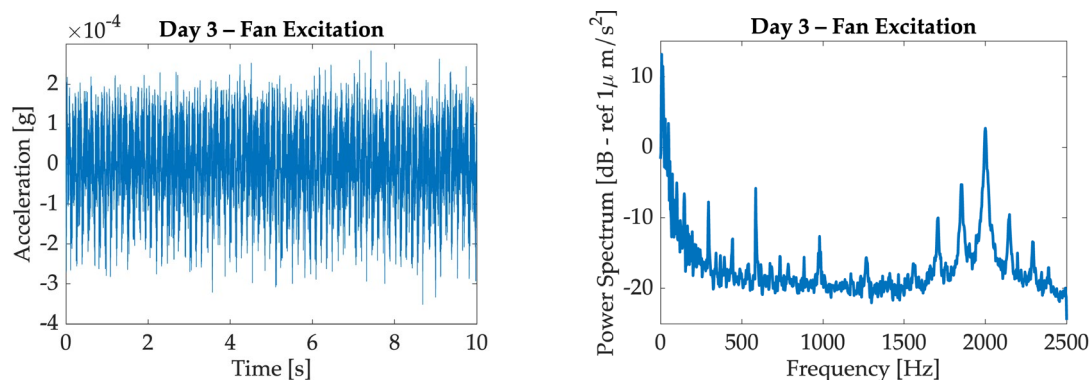 Day 3 – Fan Excitation
×10⁻⁴
Acceleration [g]
2
1
0
-1
-2
-3
-4
0 2 4 6 8 10
Time [s]
Day 3 – Fan Excitation
Power Spectrum [dB - ref 1μ m/s²]
10
0
-10
-20
0 500 1000 1500 2000 2500
Frequency [Hz]